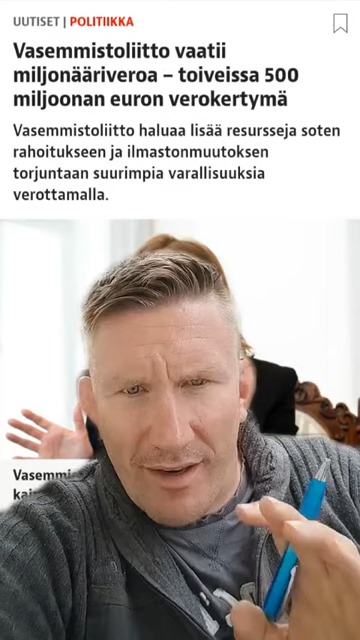 UUTISET | POLITIIKKA
Vasemmistoliitto vaatii
miljonääriveroa – toiveissa 500
miljoonan euron verokertymä
Vasemmistoliitto haluaa lisää resursseja soten
rahoitukseen ja ilmastonmuutoksen
torjuntaan suurimpia varallisuuksia
verottamalla.